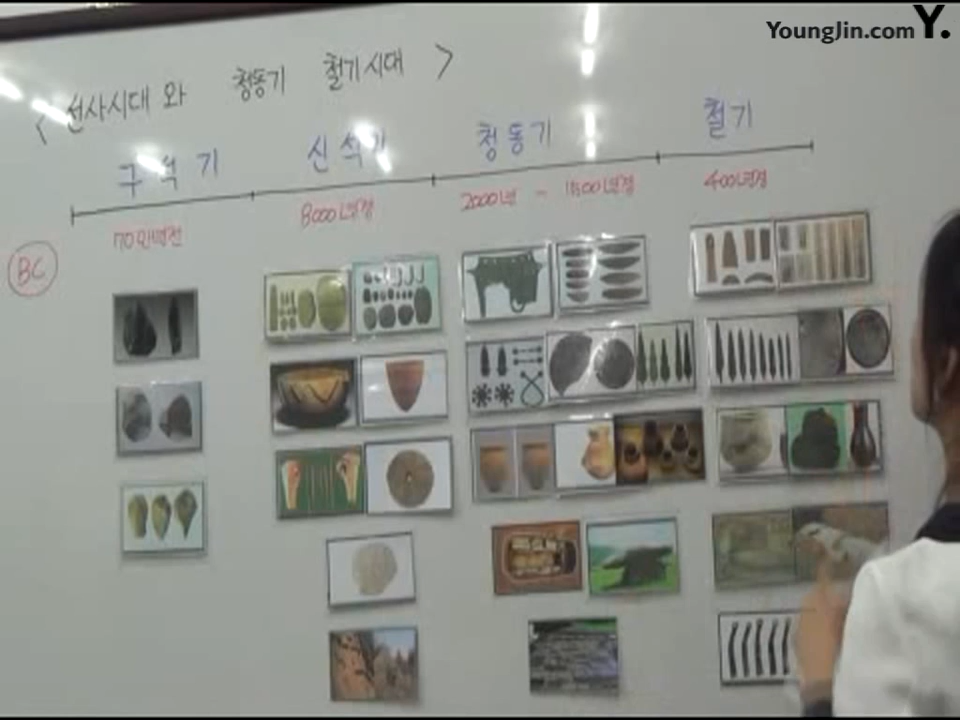 YoungJin.com Y.
< 선사시대 와 청동기 철기시대 >
구석기 신석기 청동기 철기
70만년전 8000년경 2000년 - 1500년경 400년경
BC